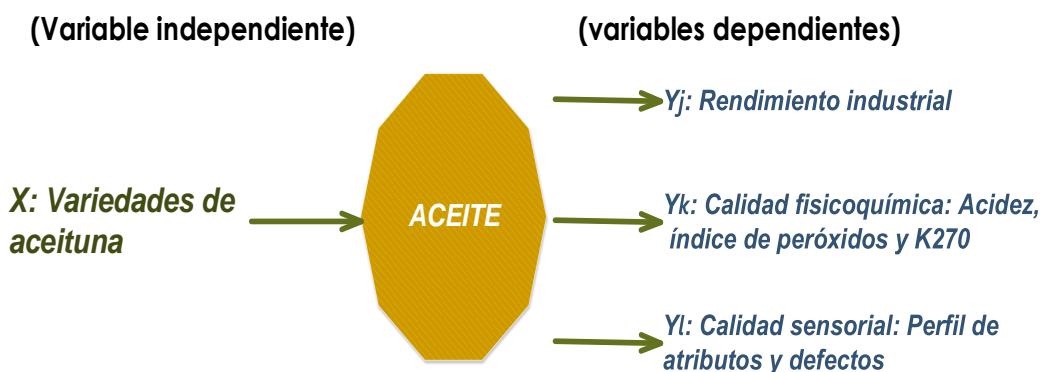 (Variable independiente)
(variables dependientes)
Yj: Rendimiento industrial
X: Variedades de
aceituna
ACEITE
Yk: Calidad fisicoquímica: Acidez,
índice de peróxidos y K270
Yl: Calidad sensorial: Perfil de
atributos y defectos